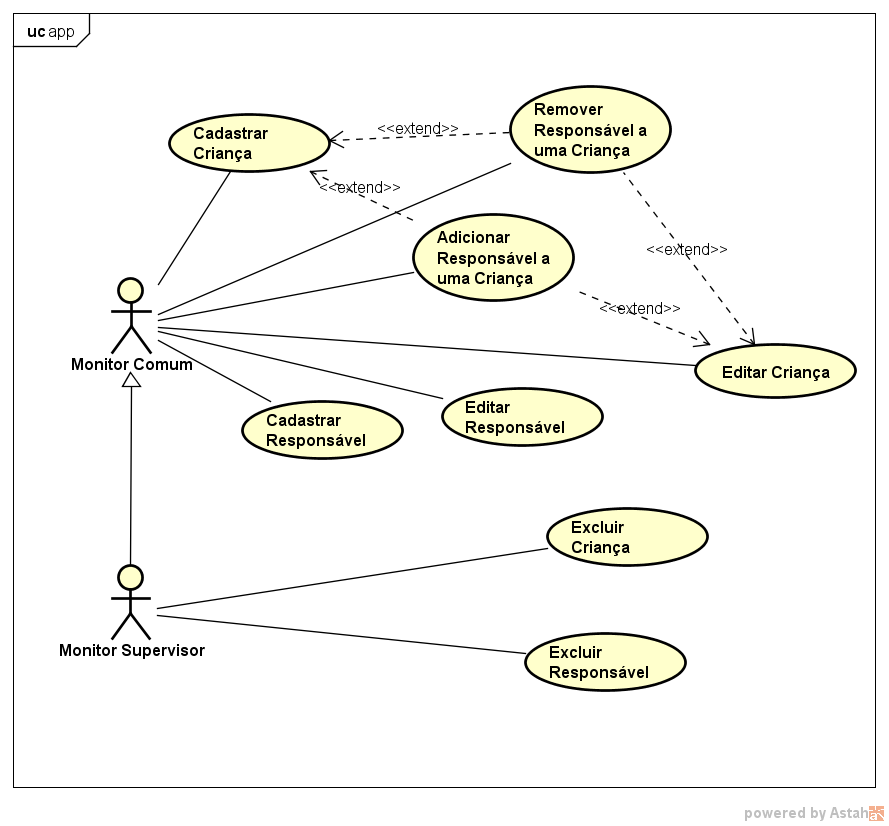 uc app
Cadastrar
Criança
<<extend>>
Remover
Responsável a
uma Criança
<<extend>>
Adicionar
Responsável a
uma Criança
<<extend>>
<<extend>>
Monitor Comum
Editar Criança
Cadastrar
Responsável
Editar
Responsável
Excluir
Criança
Monitor Supervisor
Excluir
Responsável
powered by Astah